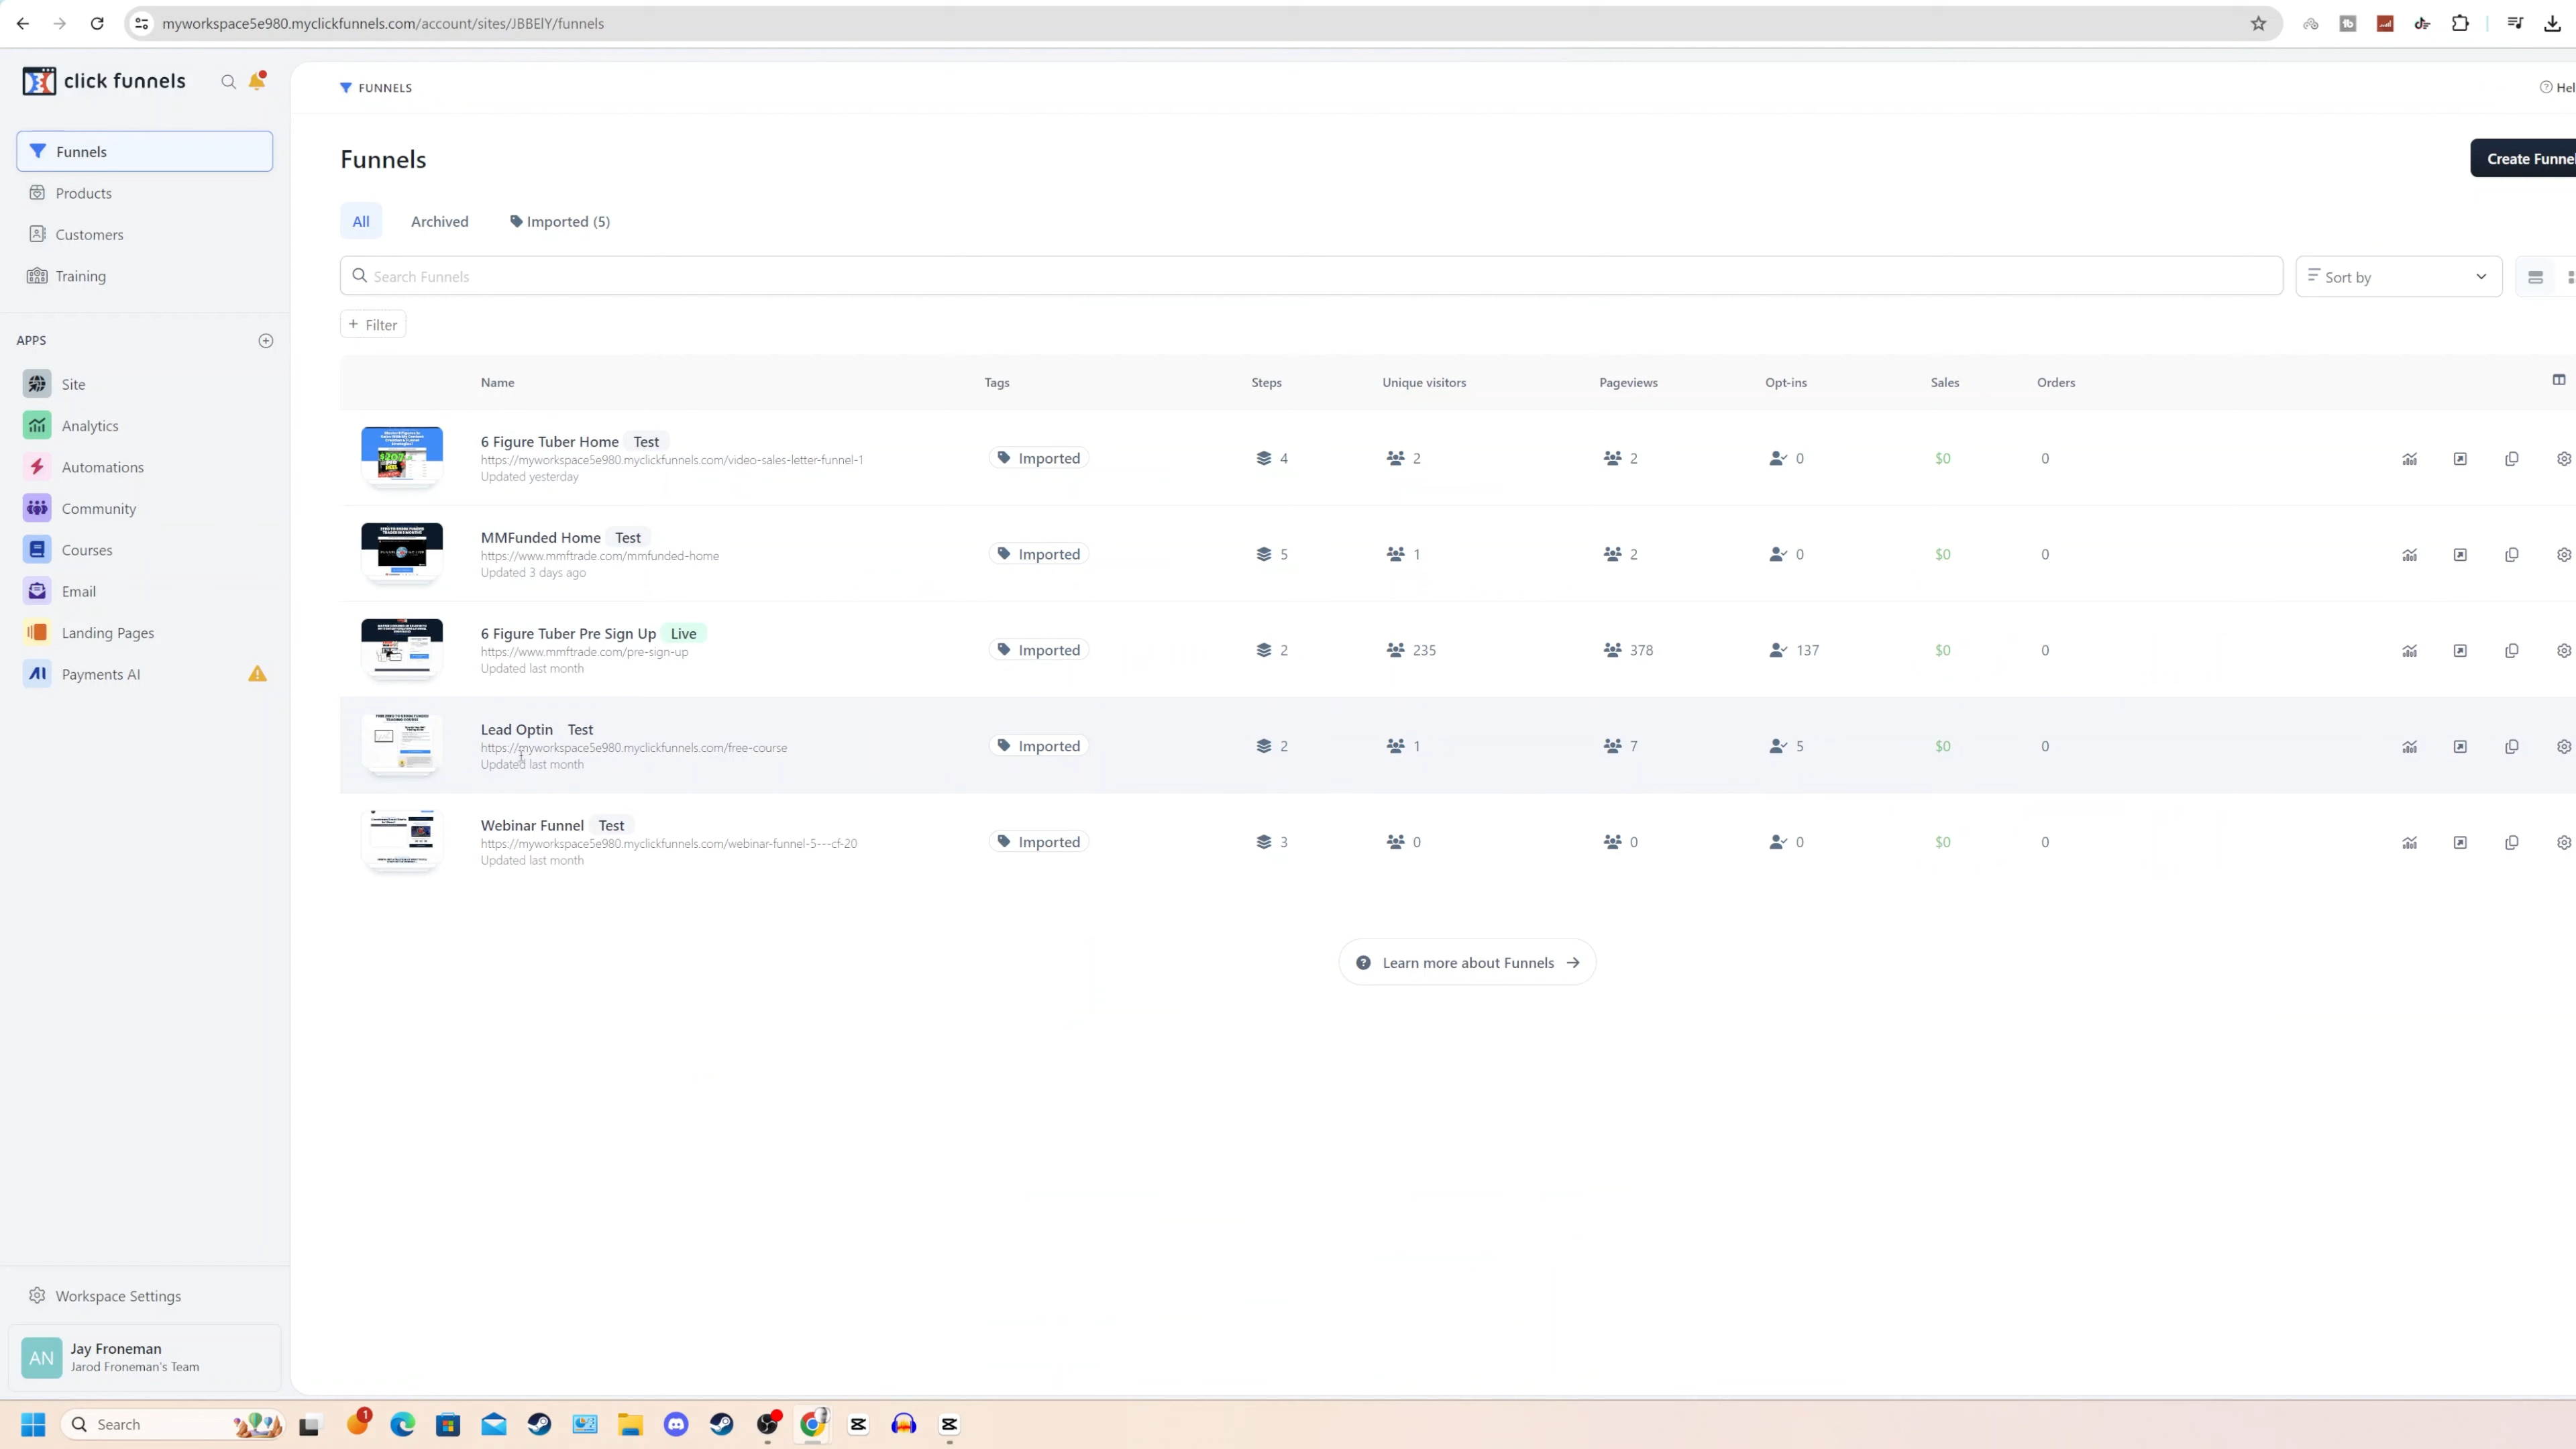 myworkspace5e980.myclickfunnels.com/account/sites/JBBElY/funnels
click funnels
Funnels
Products
Customers
Training
APPS
Site
Analytics
Automations
Community
Courses
Email
Landing Pages
Payments AI
Workspace Settings
AN
Jay Froneman
Jarod Froneman's Team
FUNNELS
Hel
Funnels
Create Funnel
All Archived Imported (5)
Search Funnels
Sort by
+ Filter
Name Tags Steps Unique visitors Pageviews Opt-ins Sales Orders
6 Figure Tuber Home Test
https://myworkspace5e980.myclickfunnels.com/video-sales-letter-funnel-1
Updated yesterday
Imported 4 2 2 0 $0 0
MMFunded Home Test
https://www.mmftrade.com/mmfunded-home
Updated 3 days ago
Imported 5 1 2 0 $0 0
6 Figure Tuber Pre Sign Up Live
https://www.mmftrade.com/pre-sign-up
Updated last month
Imported 2 235 378 137 $0 0
Lead Optin Test
https://myworkspace5e980.myclickfunnels.com/free-course
Updated last month
Imported 2 1 7 5 $0 0
Webinar Funnel Test
https://myworkspace5e980.myclickfunnels.com/webinar-funnel-5---cf-20
Updated last month
Imported 3 0 0 0 $0 0
Learn more about Funnels
Search
1